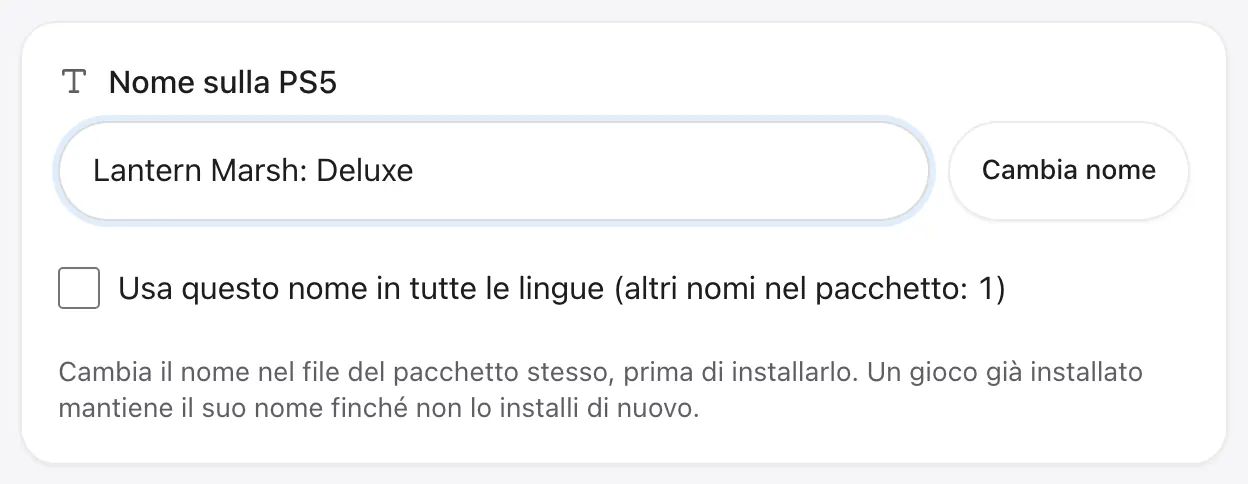 Nome sulla PS5
Lantern Marsh: Deluxe
Cambia nome
Usa questo nome in tutte le lingue (altri nomi nel pacchetto: 1)
Cambia il nome nel file del pacchetto stesso, prima di installarlo. Un gioco già installato
mantiene il suo nome finché non lo installi di nuovo.